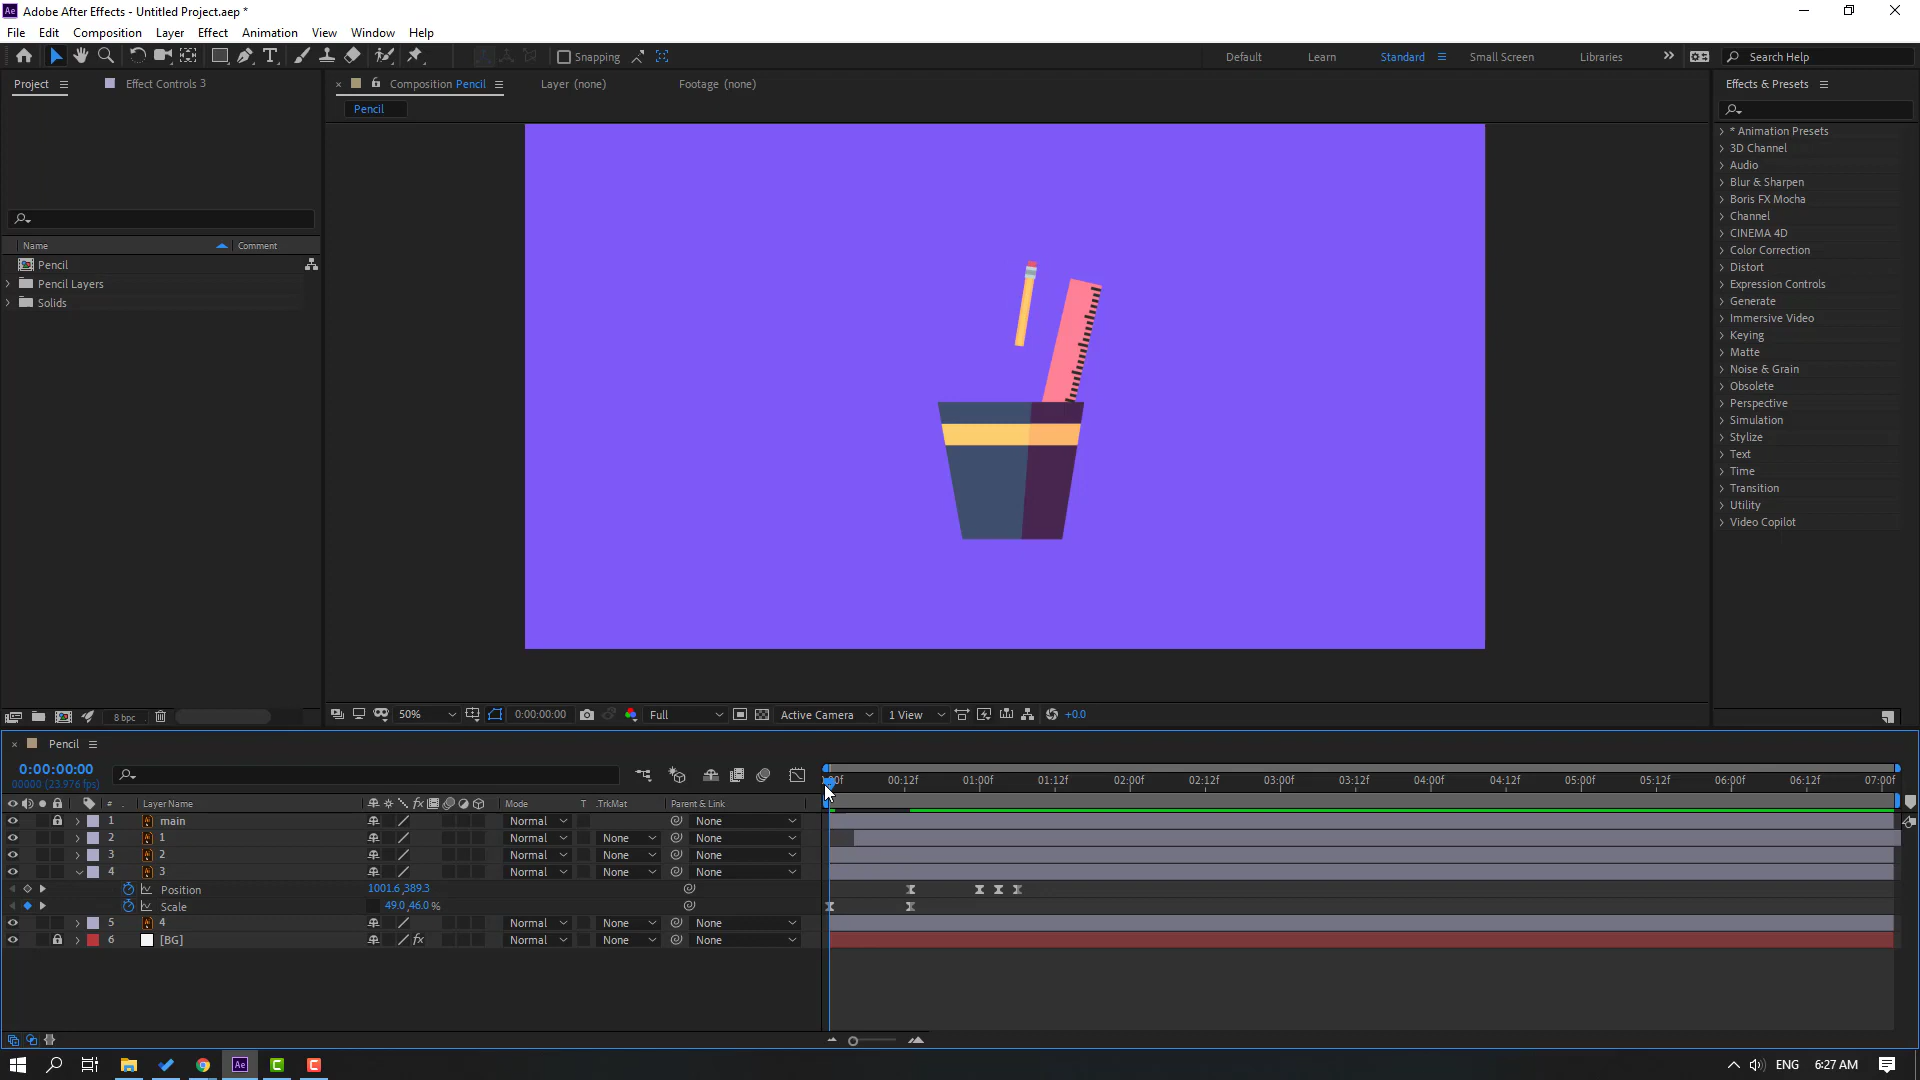 Adobe After Effects - Untitled Project.aep *
File Edit Composition Layer Effect Animation View Window Help
Snapping Default Learn Standard Small Screen Libraries Search Help
Project Effect Controls 3 Composition Pencil Layer (none) Footage (none) Effects & Presets
Pencil
* Animation Presets
3D Channel
Audio
Blur & Sharpen
Boris FX Mocha
Channel
CINEMA 4D
Color Correction
Distort
Expression Controls
Generate
Immersive Video
Keying
Matte
Noise & Grain
Obsolete
Perspective
Simulation
Stylize
Text
Time
Transition
Utility
Video Copilot
Name Comment
Pencil
Pencil Layers
Solids
8 bpc 50% 0:00:00:00 Full Active Camera 1 View +0.0
Pencil
0:00:00:00
00000 (23.976 fps)
:00f 00:12f 01:00f 01:12f 02:00f 02:12f 03:00f 03:12f 04:00f 04:12f 05:00f 05:12f 06:00f 06:12f 07:00f
# Layer Name fx Mode T .TrkMat Parent & Link
1 main Normal None
2 1 Normal None None
3 2 Normal None None
4 3 Normal None None
Position 1001.6,389.3
Scale 49.0,46.0%
5 4 Normal None None
6 [BG] fx Normal None None
Ae ENG 6:27 AM